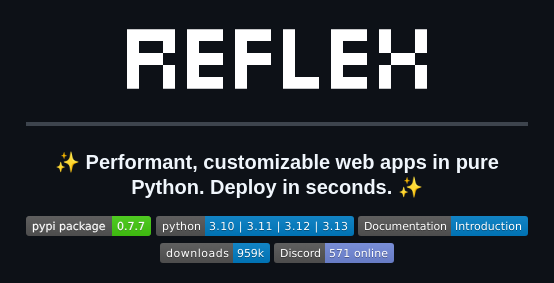 REFLEX
✨ Performant, customizable web apps in pure
Python. Deploy in seconds. ✨
pypi package 0.7.7 python 3.10 | 3.11 | 3.12 | 3.13 Documentation Introduction
downloads 959k Discord 571 online